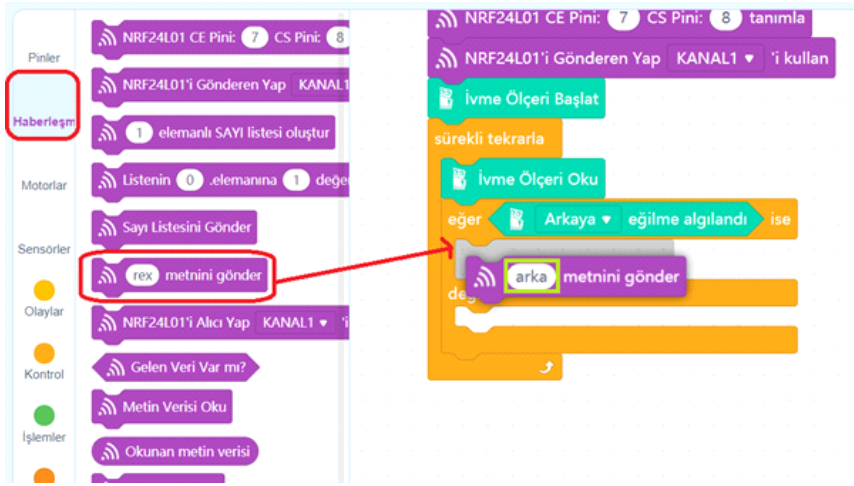 Pinler
Haberleşm
Motorlar
Sensörler
Olaylar
Kontrol
İşlemler
NRF24L01 CE Pini: 7 CS Pini: 8
NRF24L01'i Gönderen Yap KANAL1
1 elemanlı SAYI listesi oluştur
Listenin 0 .elemanına 1 değe
Sayı Listesini Gönder
rex metnini gönder
NRF24L01'i Alıcı Yap KANAL1 'i
Gelen Veri Var mı?
Metin Verisi Oku
Okunan metin verisi
NRF24L01 CE Pini: 7 CS Pini: 8 tanımla
NRF24L01'i Gönderen Yap KANAL1 'i kullan
İvme Ölçeri Başlat
sürekli tekrarla
İvme Ölçeri Oku
eğer Arkaya eğilme algılandı ise
arka metnini gönder
değ